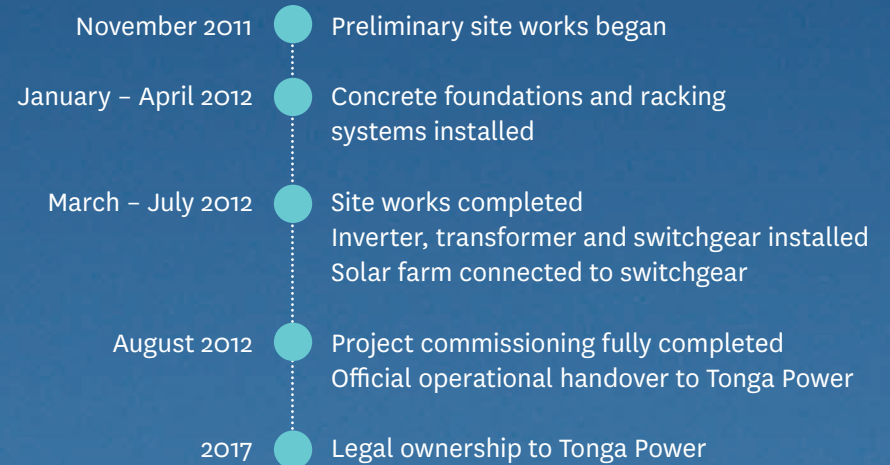 November 2011 Preliminary site works began
January – April 2012 Concrete foundations and racking
systems installed
March – July 2012 Site works completed
Inverter, transformer and switchgear installed
Solar farm connected to switchgear
August 2012 Project commissioning fully completed
Official operational handover to Tonga Power
2017 Legal ownership to Tonga Power